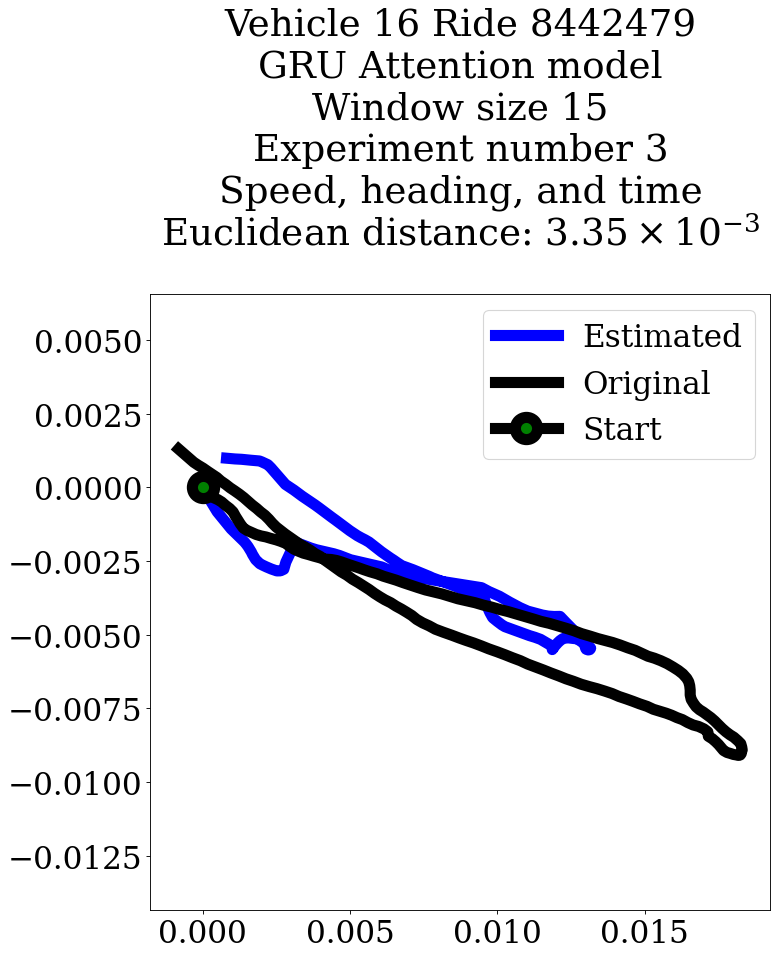 Vehicle 16 Ride 8442479
GRU Attention model
Window size 15
Experiment number 3
Speed, heading, and time
Euclidean distance: 3.35 × 10⁻³
Estimated
Original
Start
0.0050
0.0025
0.0000
−0.0025
−0.0050
−0.0075
−0.0100
−0.0125
0.000 0.005 0.010 0.015